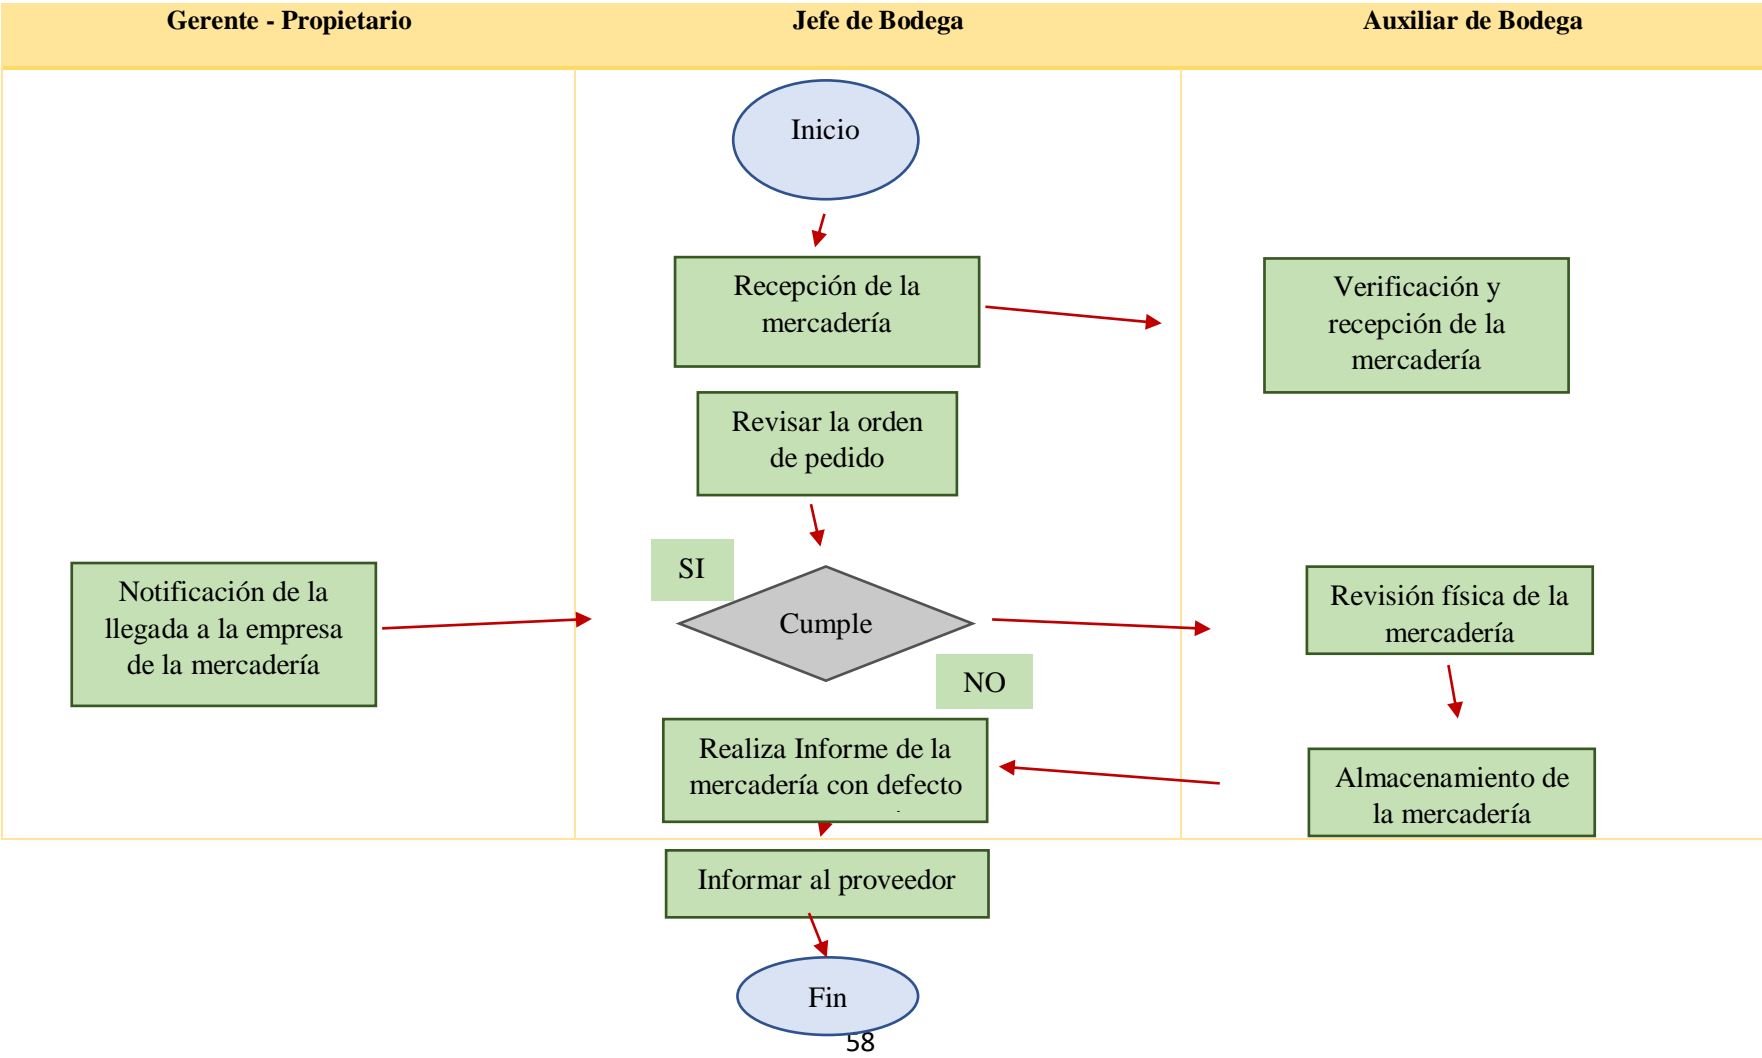 Gerente - Propietario
Jefe de Bodega
Auxiliar de Bodega
Inicio
Recepción de la
mercadería
Verificación y
recepción de la
mercadería
Revisar la orden
de pedido
SI
Notificación de la
llegada a la empresa
de la mercadería
Cumple
Revisión física de la
mercadería
NO
Realiza Informe de la
mercadería con defecto
Almacenamiento de
la mercadería
Informar al proveedor
Fin
58